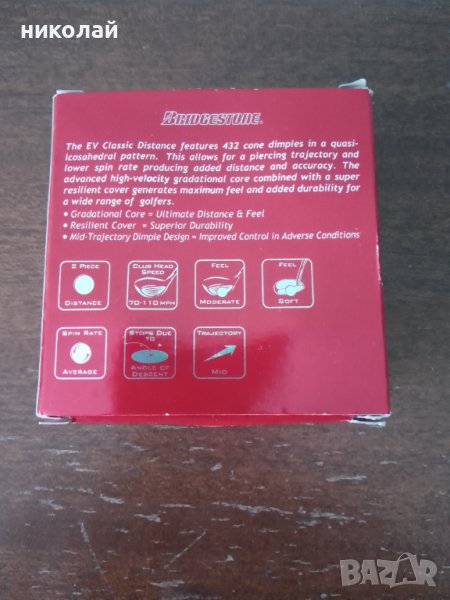 николай
BRIDGESTONE.
The EV Classic Distance features 432 cone dimples in a quasi-
icosahedral pattern. This allows for a piercing trajectory and
lower spin rate producing added distance and accuracy. The
advanced high-velocity gradational core combined with a super
resilient cover generates maximum feel and added durability for
a wide range of golfers.
• Gradational Core = Ultimate Distance & Feel
• Resilient Cover = Superior Durability
• Mid-Trajectory Dimple Design = Improved Control in Adverse Conditions
2 PIECE
DISTANCE
CLUB HEAD
SPEED
70-110 MPH
FEEL
MODERATE
FEEL
SOFT
SPIN RATE
AVERAGE
STOPS DUE
TO
ANGLE OF
DESCENT
TRAJECTORY
MID
BAZAR